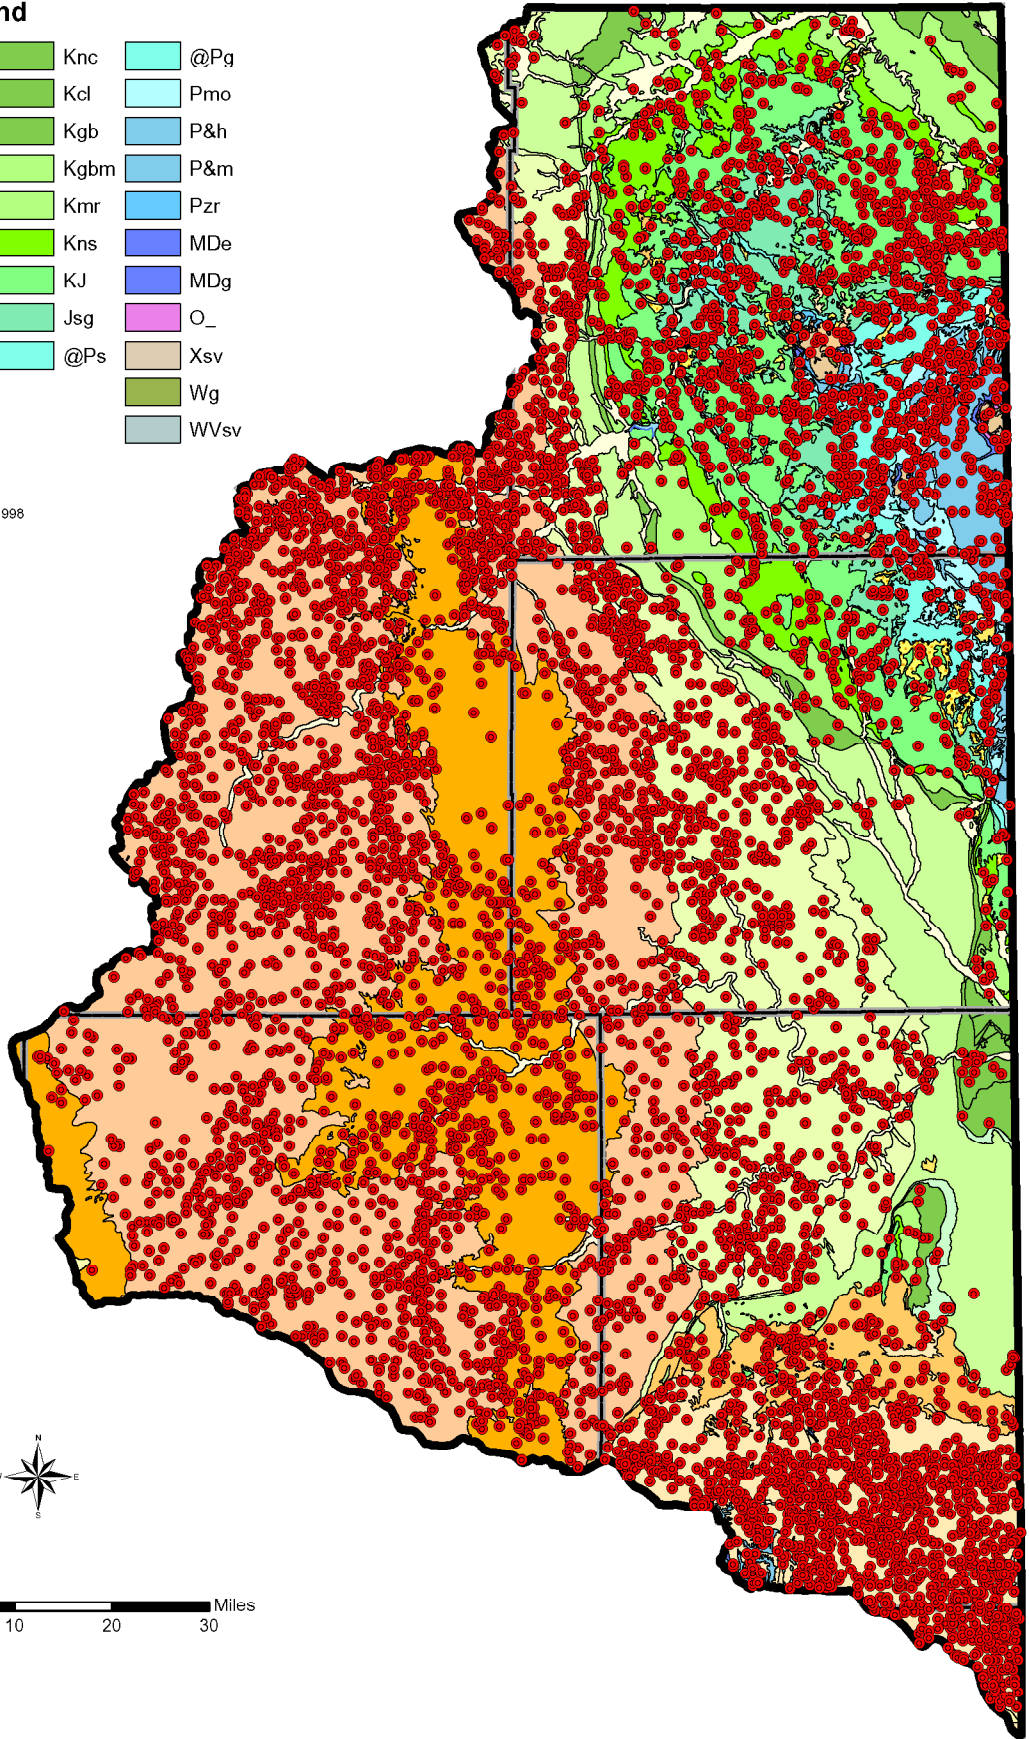 nd
Knc
Kcl
Kgb
Kgbm
Kmr
Kns
KJ
Jsg
@Ps
@Pg
Pmo
P&h
P&m
Pzr
MDe
MDg
O_
Xsv
Wg
WVsv
998
N
E
S
Miles
10 20 30